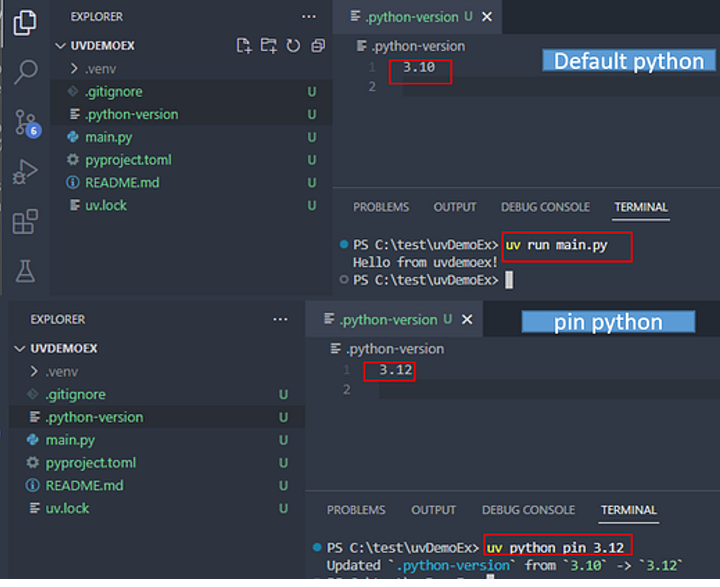 EXPLORER
···
.python-version U
UVDEMOEX
.python-version
.venv
1 3.10
Default python
.gitignore U
2
.python-version U
6
main.py U
pyproject.toml U
README.md U
PROBLEMS OUTPUT DEBUG CONSOLE TERMINAL
uv.lock U
PS C:\test\uvDemoEx> uv run main.py
Hello from uvdemoex!
PS C:\test\uvDemoEx>
EXPLORER
···
.python-version U
pin python
UVDEMOEX
.python-version
.venv
1 3.12
.gitignore U
2
.python-version U
main.py U
pyproject.toml U
README.md U
uv.lock U
PROBLEMS OUTPUT DEBUG CONSOLE TERMINAL
PS C:\test\uvDemoEx> uv python pin 3.12
Updated `.python-version` from `3.10` -> `3.12`